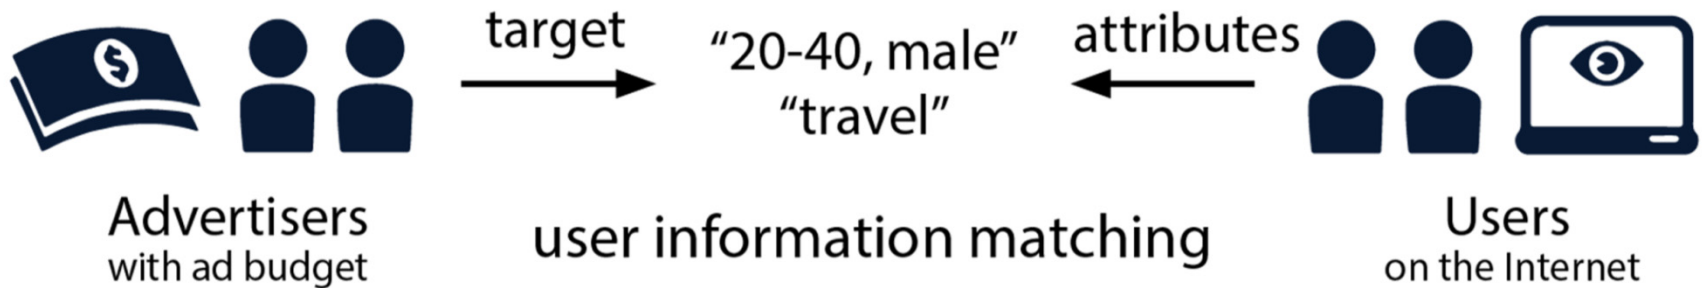 target
“20-40, male”
“travel”
attributes
Advertisers
with ad budget
user information matching
Users
on the Internet